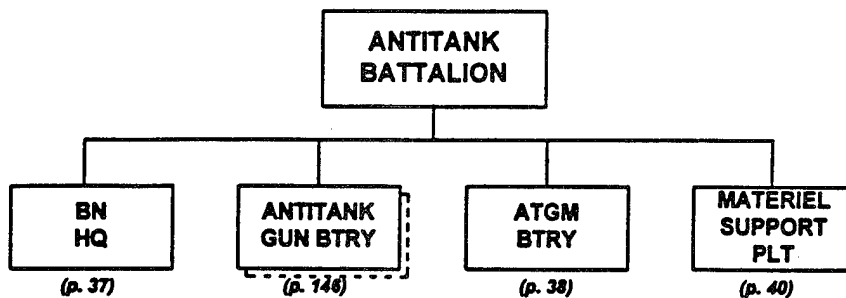 ANTITANK
BATTALION
BN
HQ
(p. 37)
ANTITANK
GUN BTRY
(p. 146)
ATGM
BTRY
(p. 38)
MATERIEL
SUPPORT
PLT
(p. 40)